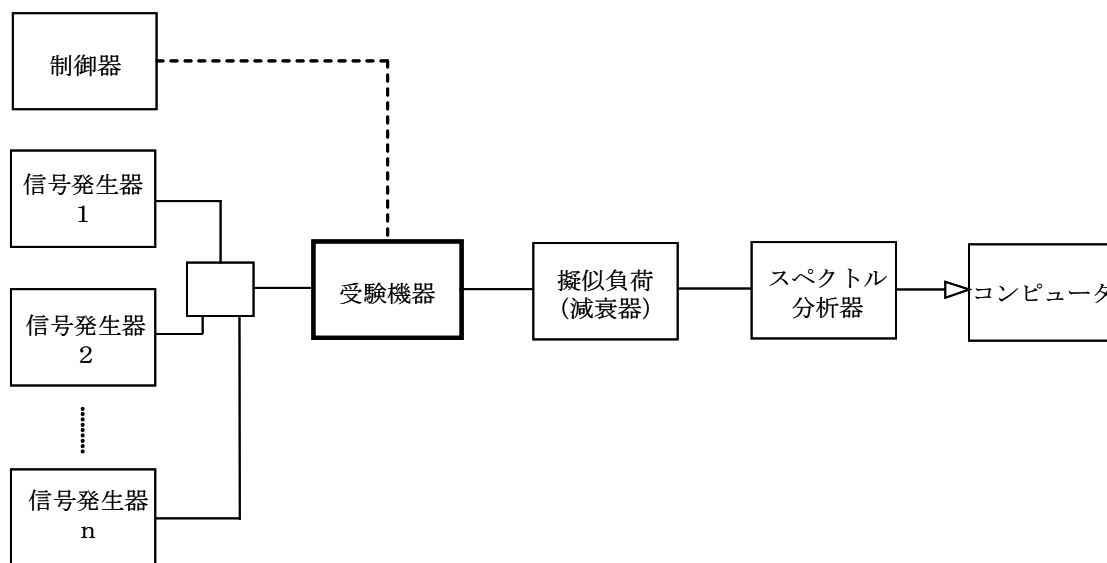 制御器
信号発生器
1
信号発生器
2
信号発生器
n
受験機器
擬似負荷
(減衰器)
スペクトル
分析器
コンピュータ